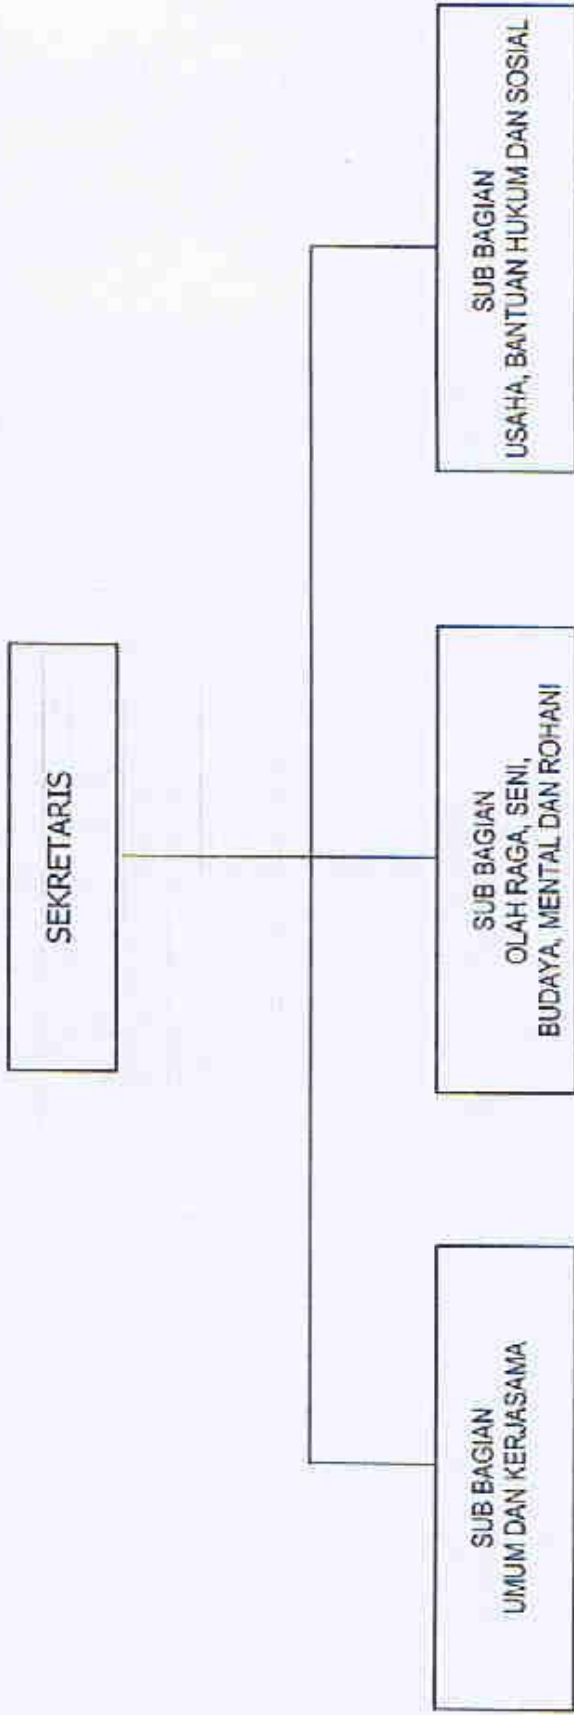 SEKRETARIS
SUB BAGIAN
UMUM DAN KERJASAMA
SUB BAGIAN
OLAH RAGA, SENI,
BUDAYA, MENTAL DAN ROHANI
SUB BAGIAN
USAHA, BANTUAN HUKUM DAN SOSIAL